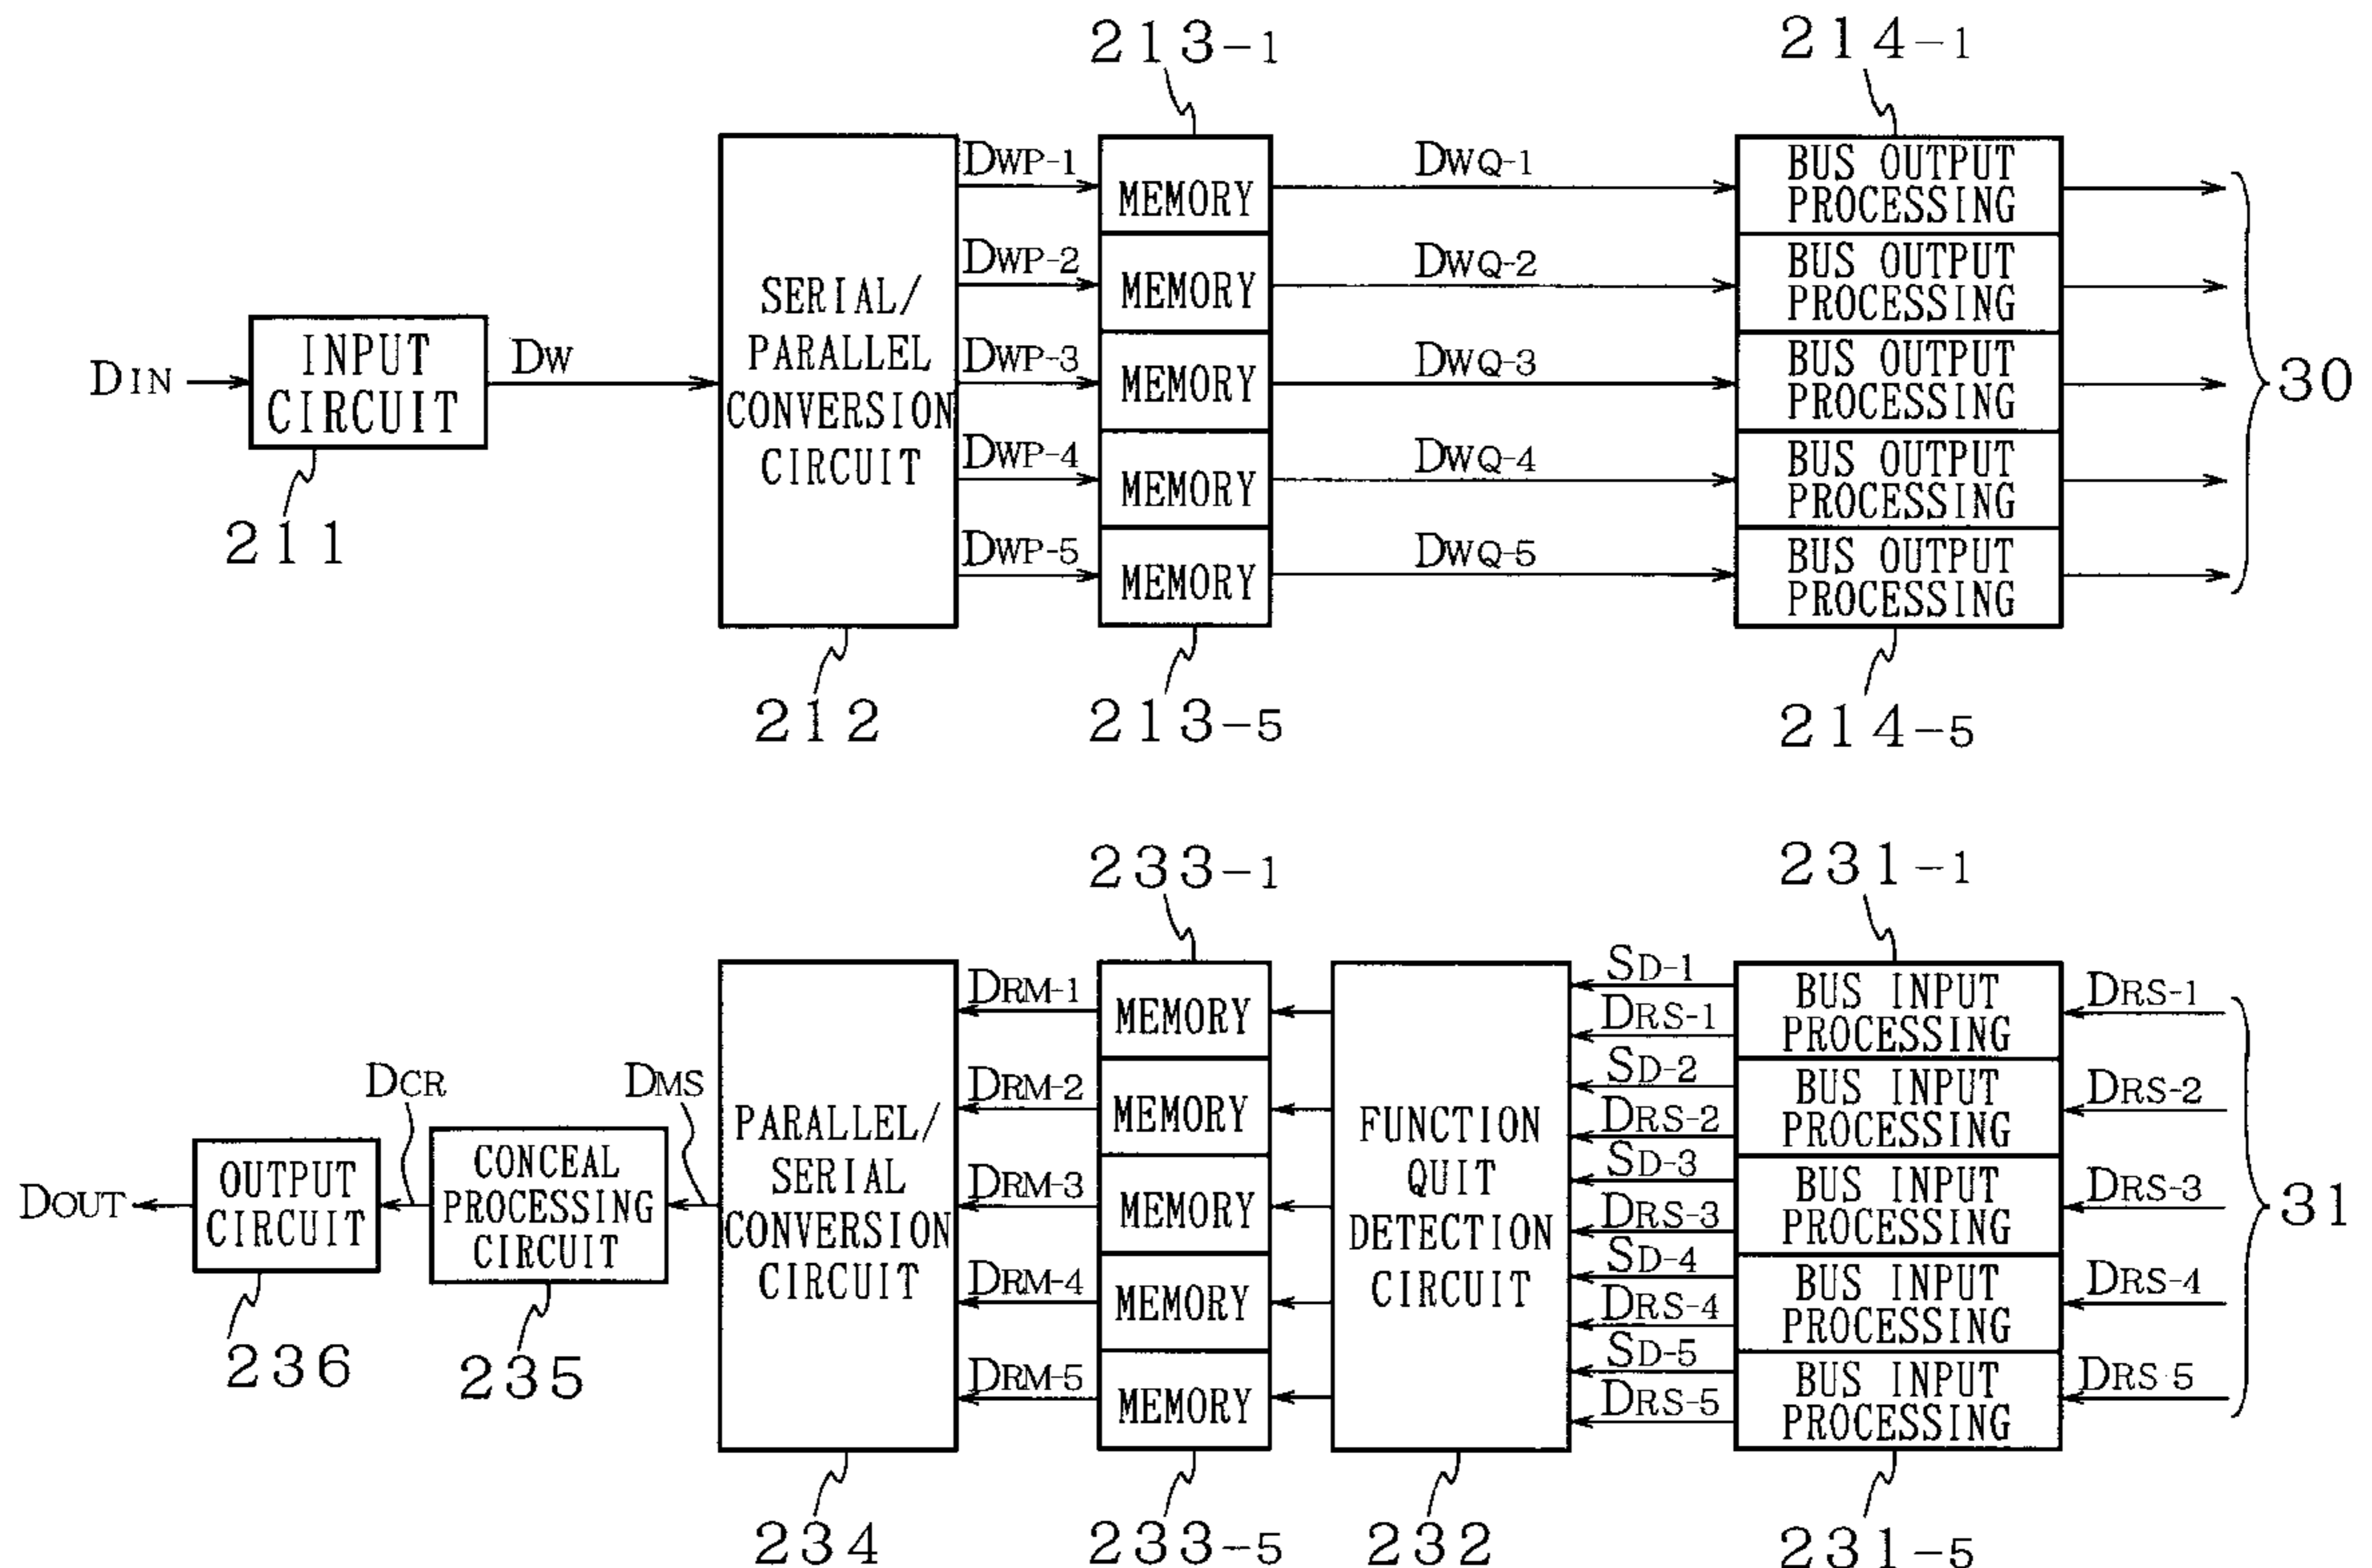 213-1
214-1
DIN
INPUT
CIRCUIT
211
DW
SERIAL/
PARALLEL
CONVERSION
CIRCUIT
212
DWP-1
DWP-2
DWP-3
DWP-4
DWP-5
MEMORY
MEMORY
MEMORY
MEMORY
MEMORY
213-5
DWQ-1
DWQ-2
DWQ-3
DWQ-4
DWQ-5
BUS OUTPUT
PROCESSING
BUS OUTPUT
PROCESSING
BUS OUTPUT
PROCESSING
BUS OUTPUT
PROCESSING
BUS OUTPUT
PROCESSING
214-5
30
233-1
231-1
DOUT
OUTPUT
CIRCUIT
236
DCR
CONCEAL
PROCESSING
CIRCUIT
235
DMS
PARALLEL/
SERIAL
CONVERSION
CIRCUIT
234
DRM-1
DRM-2
DRM-3
DRM-4
DRM-5
MEMORY
MEMORY
MEMORY
MEMORY
MEMORY
233-5
FUNCTION
QUIT
DETECTION
CIRCUIT
232
SD-1
DRS-1
SD-2
DRS-2
SD-3
DRS-3
SD-4
DRS-4
SD-5
DRS-5
BUS INPUT
PROCESSING
BUS INPUT
PROCESSING
BUS INPUT
PROCESSING
BUS INPUT
PROCESSING
BUS INPUT
PROCESSING
231-5
DRS-1
DRS-2
DRS-3
DRS-4
DRS-5
31